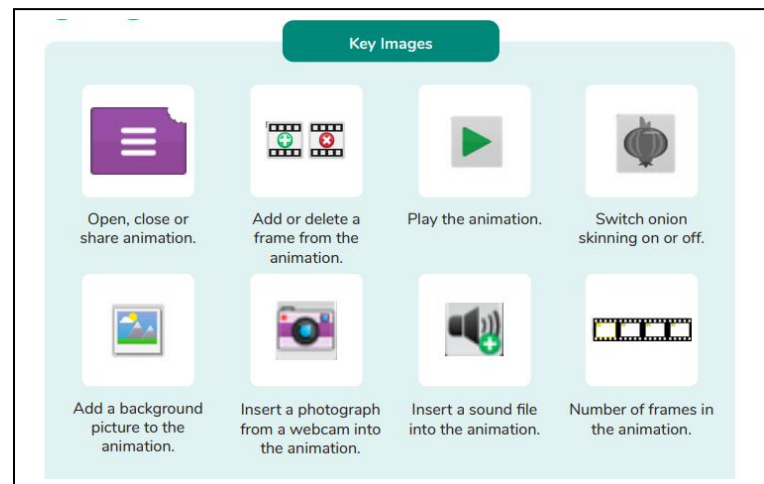 Key Images
Open, close or
share animation.
Add or delete a
frame from the
animation.
Play the animation.
Switch onion
skinning on or off.
Add a background
picture to the
animation.
Insert a photograph
from a webcam into
the animation.
Insert a sound file
into the animation.
Number of frames in
the animation.